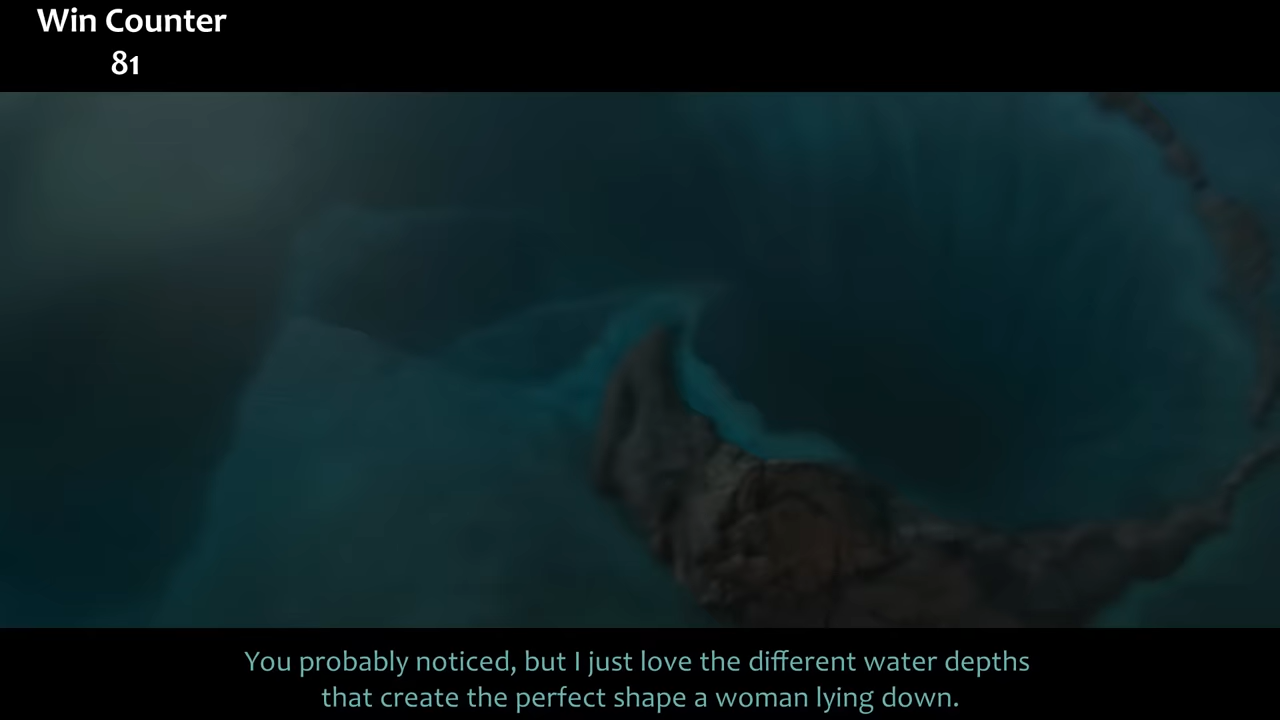 Win Counter
81
You probably noticed, but I just love the different water depths
that create the perfect shape a woman lying down.